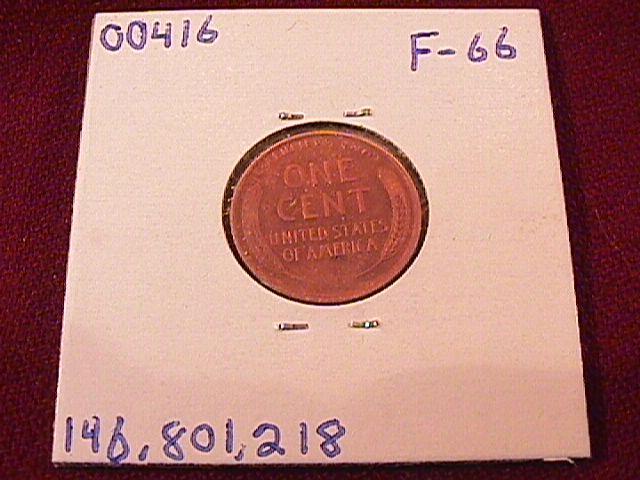 00416
F-66
ONE
CENT
UNITED STATES
OF AMERICA
146,801,218